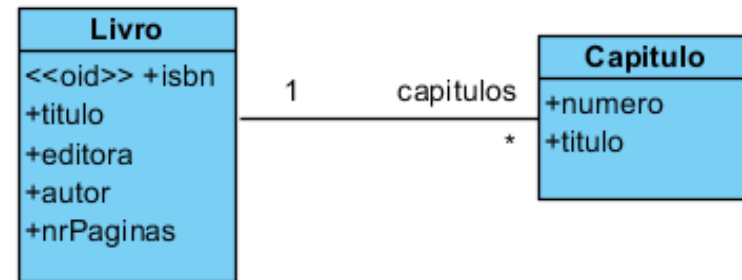 Livro
<<oid>> +isbn
+titulo
+editora
+autor
+nrPaginas
1
capitulos
*
Capitulo
+numero
+titulo